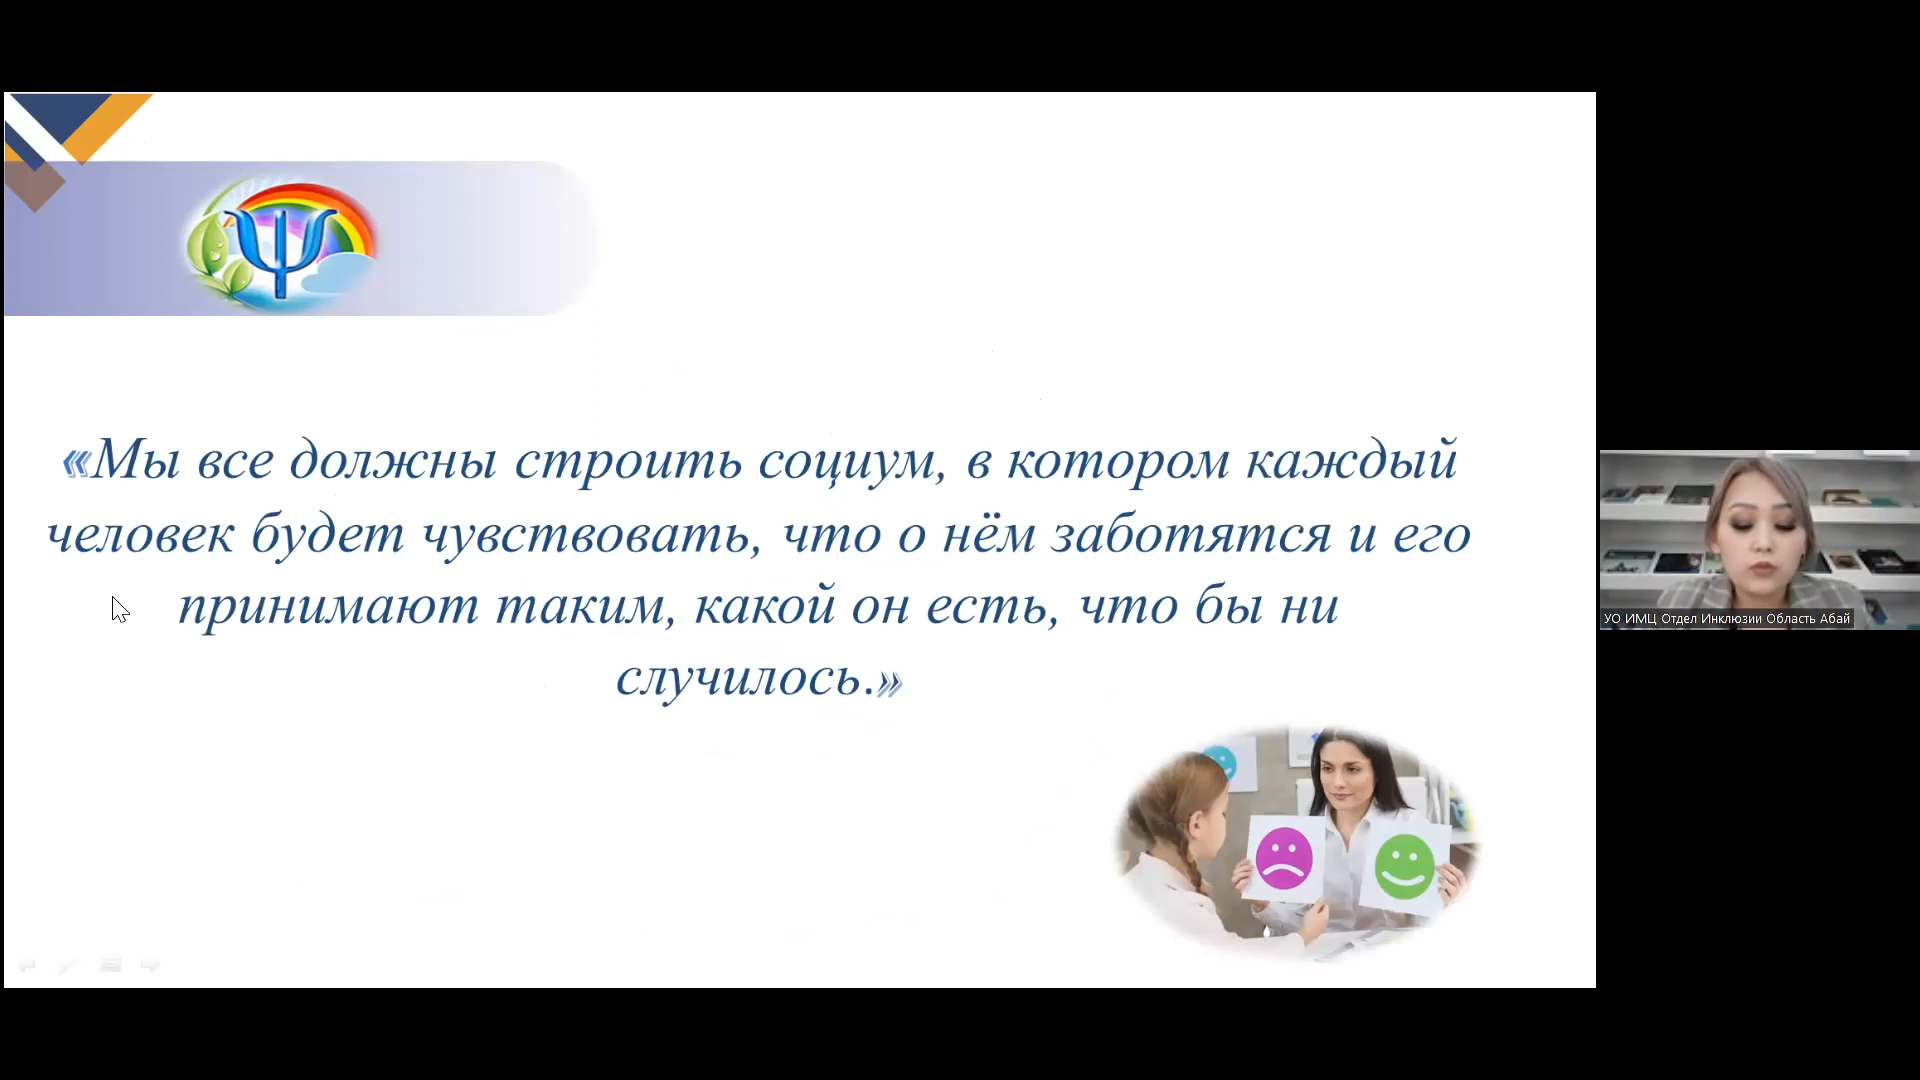 Ψ
«Мы все должны строить социум, в котором каждый
человек будет чувствовать, что о нём заботятся и его
принимают таким, какой он есть, что бы ни
случилось.»
УО ИМЦ Отдел Инклюзии Область Абай